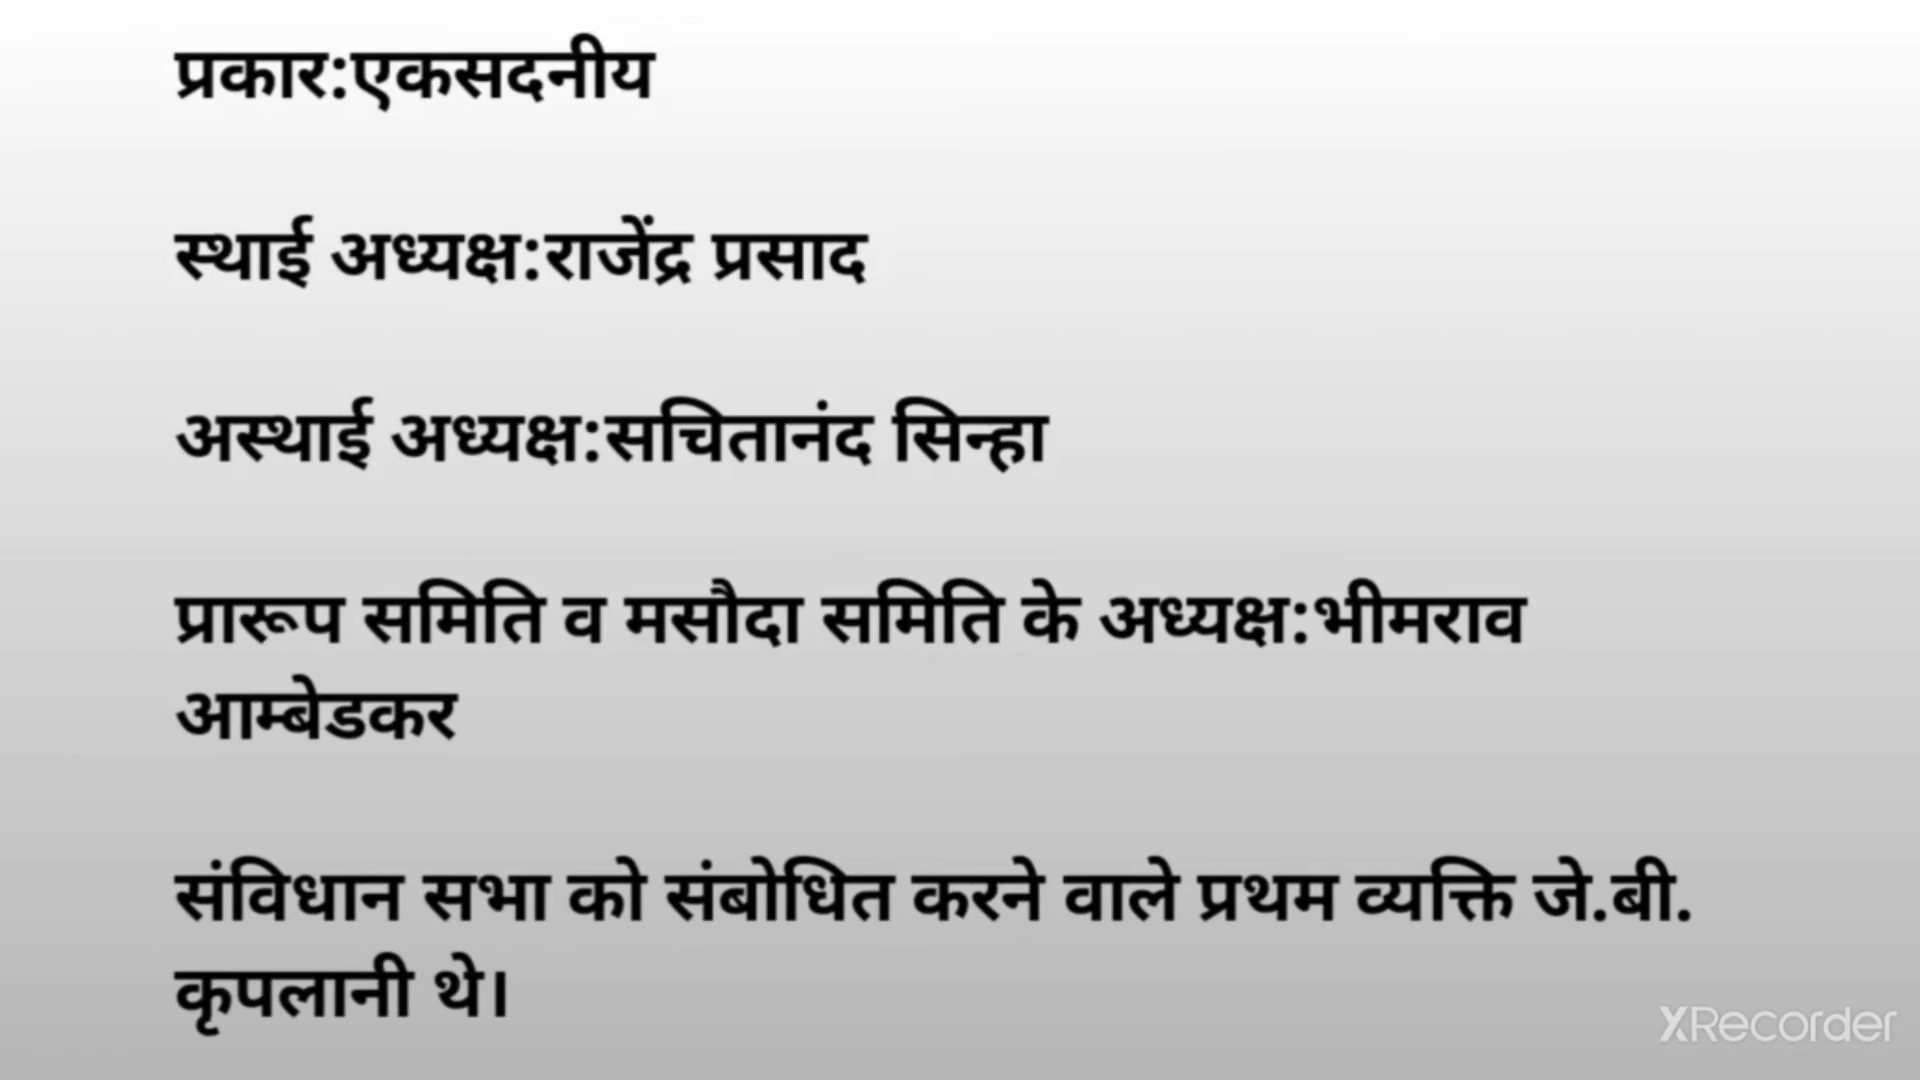 प्रकार:एकसदनीय
स्थाई अध्यक्ष:राजेंद्र प्रसाद
अस्थाई अध्यक्ष:सचितानंद सिन्हा
प्रारूप समिति व मसौदा समिति के अध्यक्ष:भीमराव
आम्बेडकर
संविधान सभा को संबोधित करने वाले प्रथम व्यक्ति जे.बी.
कृपलानी थे।
XRecorder